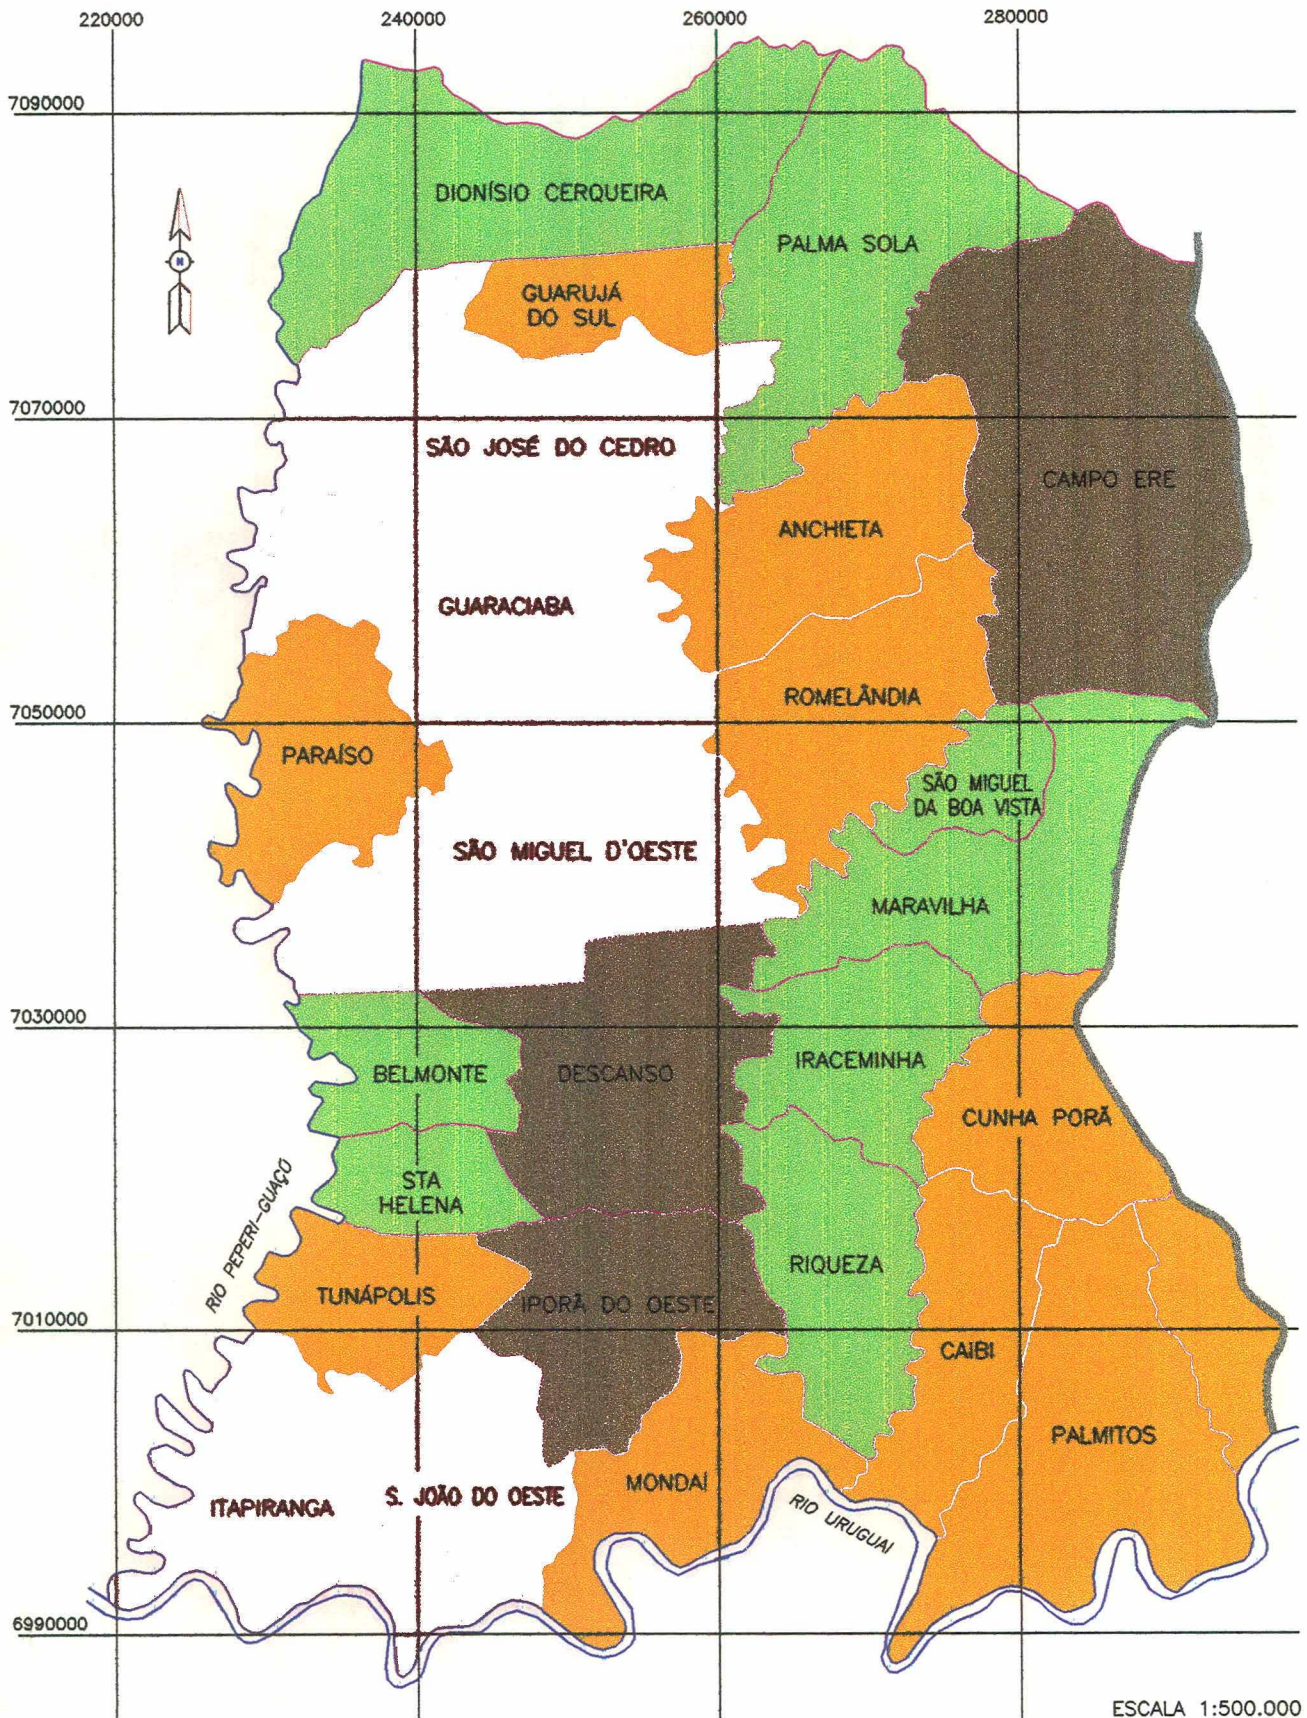 220000 240000 260000 280000
7090000
DIONÍSIO CERQUEIRA
PALMA SOLA
N
GUARUJÁ
DO SUL
7070000
SÃO JOSÉ DO CEDRO
CAMPO ERE
ANCHIETA
GUARACIABA
ROMELÂNDIA
7050000
PARAÍSO
SÃO MIGUEL
DA BOA VISTA
SÃO MIGUEL D'OESTE
MARAVILHA
7030000
BELMONTE
DESCANSO
IRACEMINHA
CUNHA PORÃ
STA
HELENA
RIO PEPERI-GUAÇÚ
RIQUEZA
TUNÁPOLIS
IPORÃ DO OESTE
7010000
CAIBI
PALMITOS
MONDAÍ
S. JOÃO DO OESTE
ITAPIRANGA
RIO URUGUAI
6990000
ESCALA 1:500.000